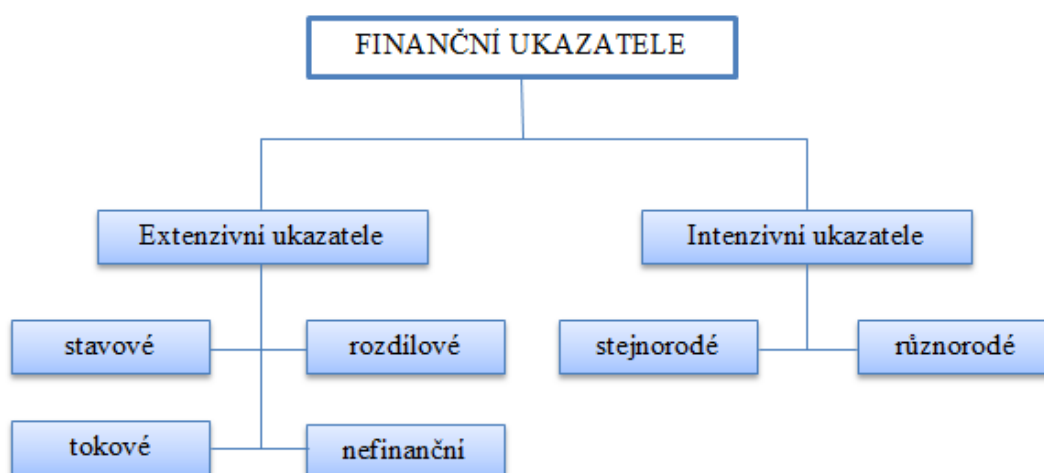 FINANČNÍ UKAZATELE
Extenzivní ukazatele
Intenzivní ukazatele
stavové
rozdílové
stejnorodé
různorodé
tokové
nefinanční